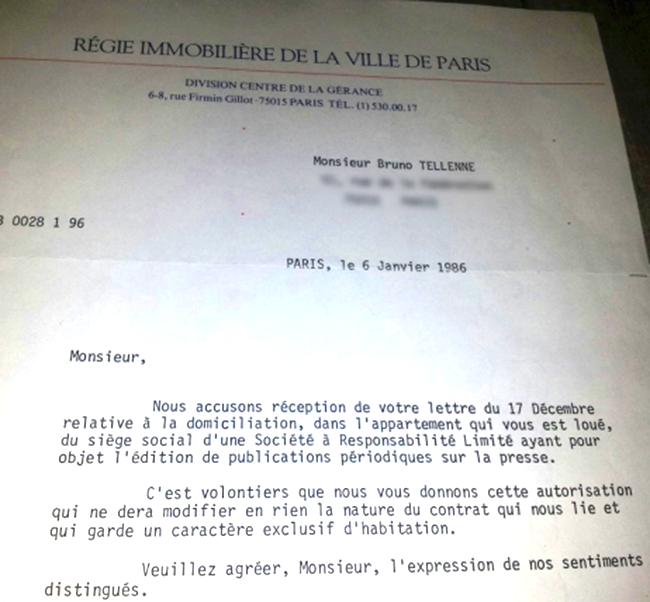 RÉGIE IMMOBILIÈRE DE LA VILLE DE PARIS
DIVISION CENTRE DE LA GÉRANCE
6-8, rue Firmin Gillot - 75015 PARIS TÉL. (1) 530.00.17
Monsieur Bruno TELLENNE
0028 1 96
PARIS, le 6 Janvier 1986
Monsieur,
Nous accusons réception de votre lettre du 17 Décembre
relative à la domiciliation, dans l'appartement qui vous est loué,
du siège social d'une Société à Responsabilité Limité ayant pour
objet l'édition de publications périodiques sur la presse.
C'est volontiers que nous vous donnons cette autorisation
qui ne dera modifier en rien la nature du contrat qui nous lie et
qui garde un caractère exclusif d'habitation.
Veuillez agréer, Monsieur, l'expression de nos sentiments
distingués.